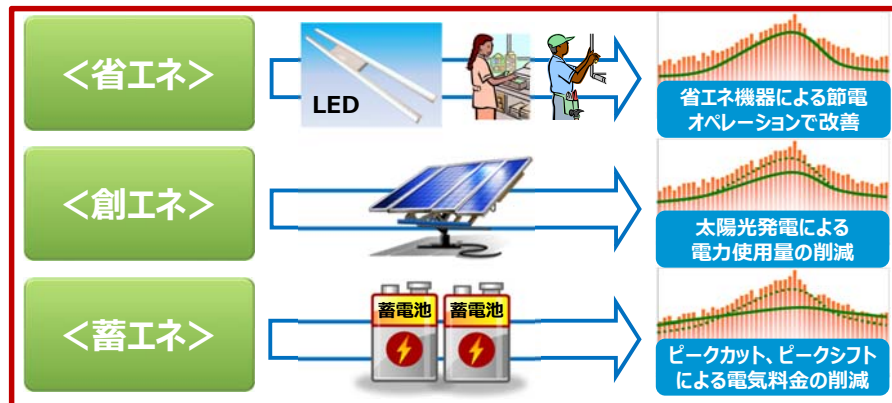 <省エネ>
LED
省エネ機器による節電
オペレーションで改善
<創エネ>
太陽光発電による
電力使用量の削減
<蓄エネ>
蓄電池
蓄電池
ピークカット、ピークシフト
による電気料金の削減